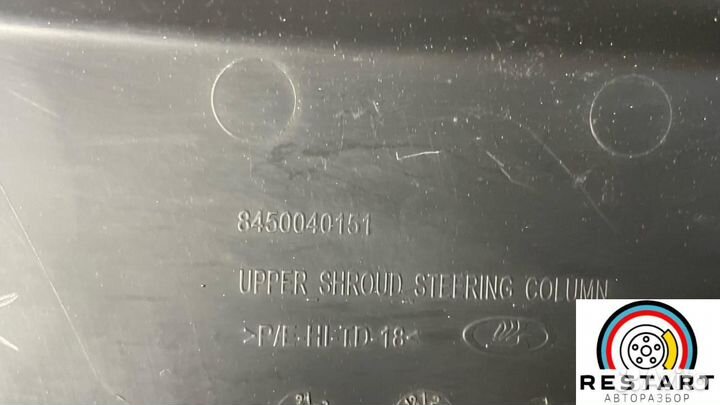 8450040151
UPPER SHROUD STEERING COLUMN
>P/E-HI-TD-18<
RESTART
АВТОРАЗБОР